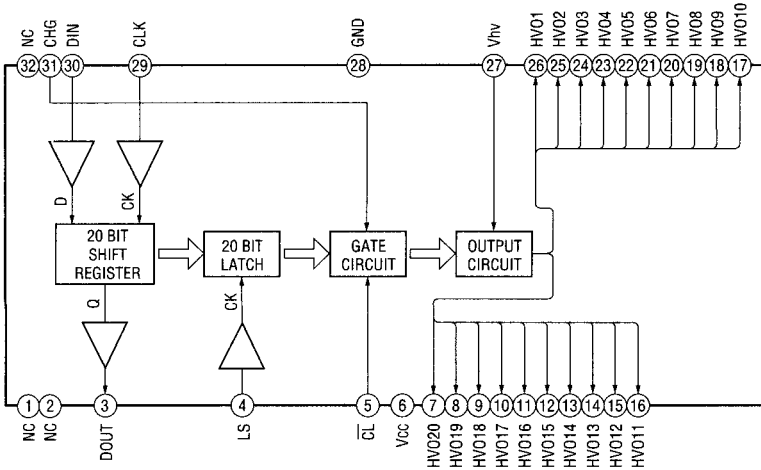 NC
CHG
DIN
CLK
GND
Vhv
HVO1
HVO2
HVO3
HVO4
HVO5
HVO6
HVO7
HVO8
HVO9
HVO10
32
31
30
29
28
27
26
25
24
23
22
21
20
19
18
17
D
CK
20 BIT
SHIFT
REGISTER
20 BIT
LATCH
GATE
CIRCUIT
OUTPUT
CIRCUIT
Q
CK
1
2
3
4
5
6
7
8
9
10
11
12
13
14
15
16
NC
NC
DOUT
LS
C̅L̅
VCC
HVO20
HVO19
HVO18
HVO17
HVO16
HVO15
HVO14
HVO13
HVO12
HVO11